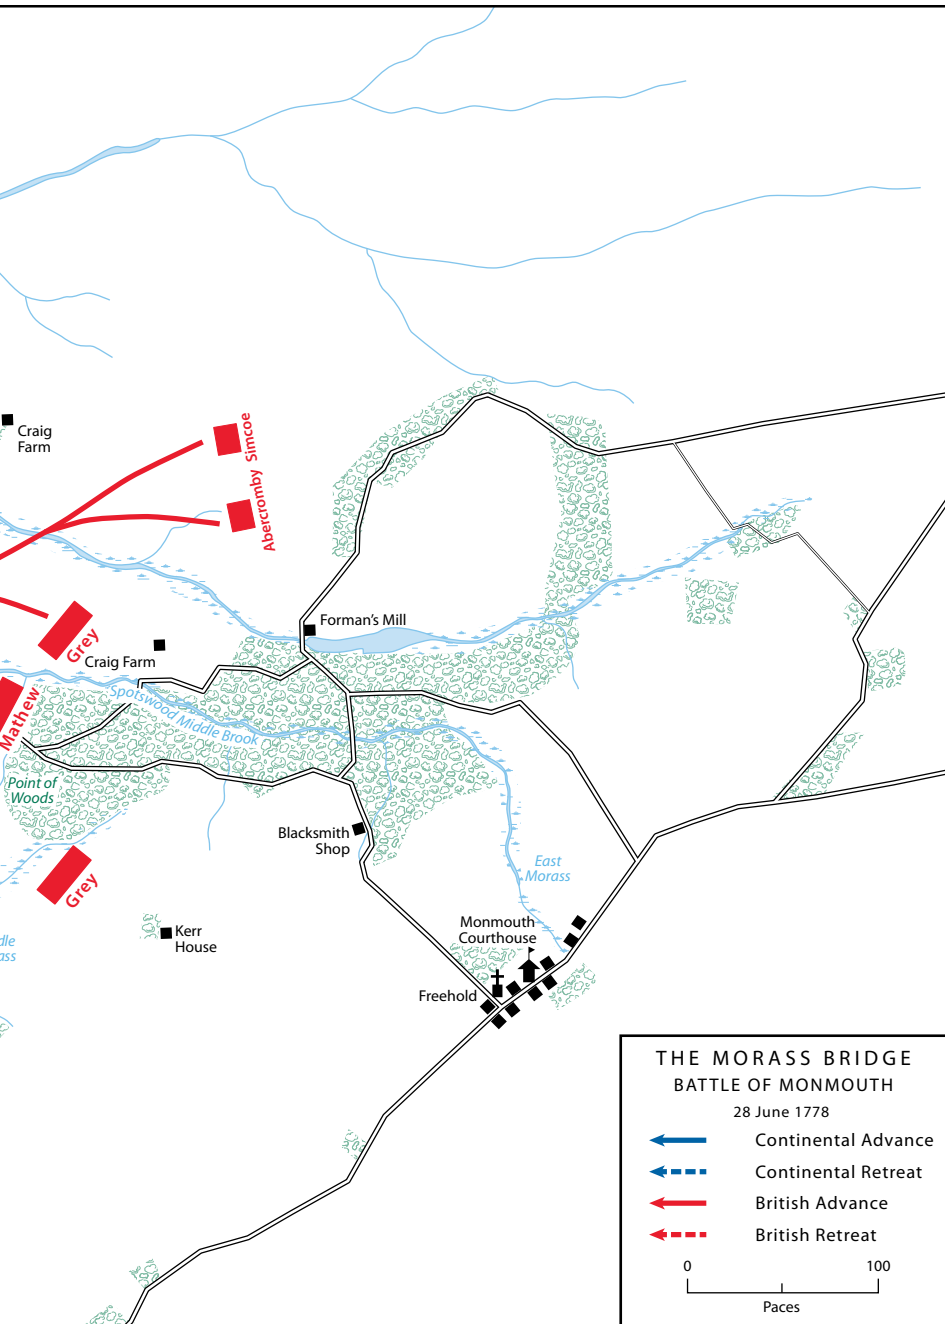 Craig
Farm
Simcoe
Abercromby
Forman's Mill
Grey
Craig Farm
Mathew
Spotswood Middle Brook
Point of
Woods
Blacksmith
Shop
East
Morass
Grey
Monmouth
Courthouse
Kerr
House
dle
ass
Freehold
THE MORASS BRIDGE
BATTLE OF MONMOUTH
28 June 1778
Continental Advance
Continental Retreat
British Advance
British Retreat
0 100
Paces